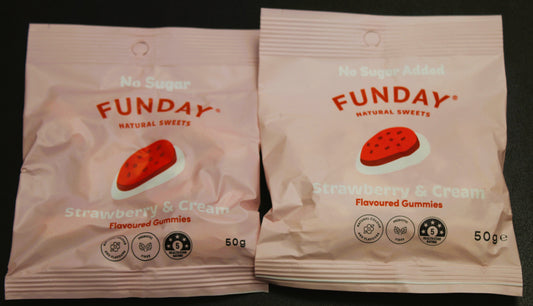 No Sugar
FUNDAY®
NATURAL SWEETS
Strawberry & Cream
Flavoured Gummies
50g
No Sugar Added
FUNDAY®
NATURAL SWEETS
Strawberry & Cream
Flavoured Gummies
50g℮